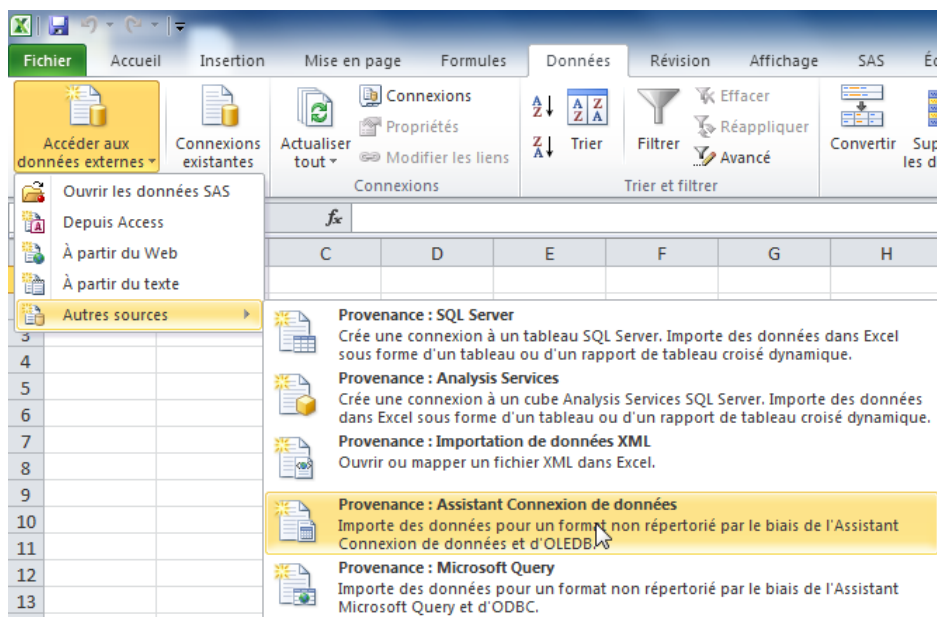 Fichier Accueil Insertion Mise en page Formules Données Révision Affichage SAS
Accéder aux données externes
Connexions existantes
Actualiser tout
Connexions
Propriétés
Modifier les liens
Connexions
A Z
Z A
A Z
Z A
Trier
Filtrer
Effacer
Réappliquer
Avancé
Trier et filtrer
Convertir
Ouvrir les données SAS
Depuis Access
À partir du Web
À partir du texte
Autres sources
fx
C D E F G H
3
4
5
6
7
8
9
10
11
12
13
Provenance : SQL Server
Crée une connexion à un tableau SQL Server. Importe des données dans Excel
sous forme d'un tableau ou d'un rapport de tableau croisé dynamique.
Provenance : Analysis Services
Crée une connexion à un cube Analysis Services SQL Server. Importe des données
dans Excel sous forme d'un tableau ou d'un rapport de tableau croisé dynamique.
Provenance : Importation de données XML
Ouvrir ou mapper un fichier XML dans Excel.
Provenance : Assistant Connexion de données
Importe des données pour un format non répertorié par le biais de l'Assistant
Connexion de données et d'OLEDB.
Provenance : Microsoft Query
Importe des données pour un format non répertorié par le biais de l'Assistant
Microsoft Query et d'ODBC.